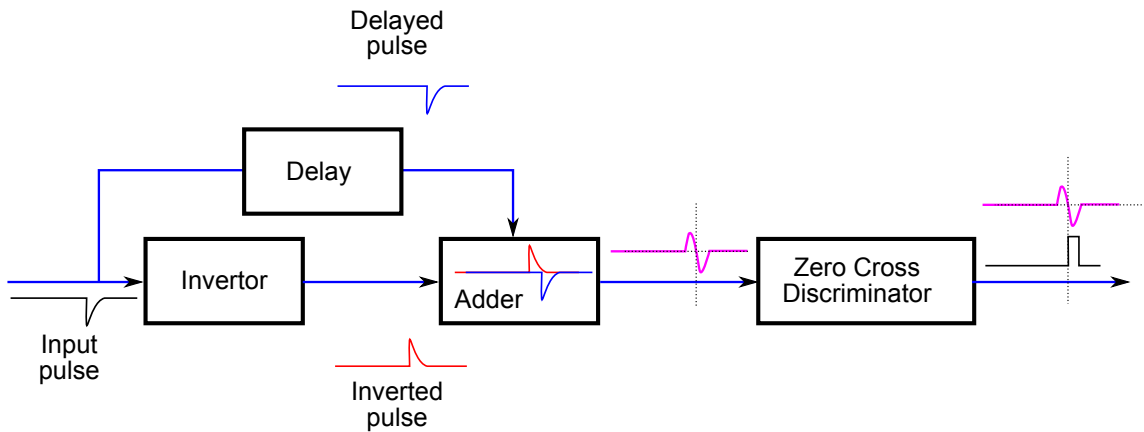 Delayed
pulse
Delay
Invertor
Adder
Zero Cross
Discriminator
Input
pulse
Inverted
pulse